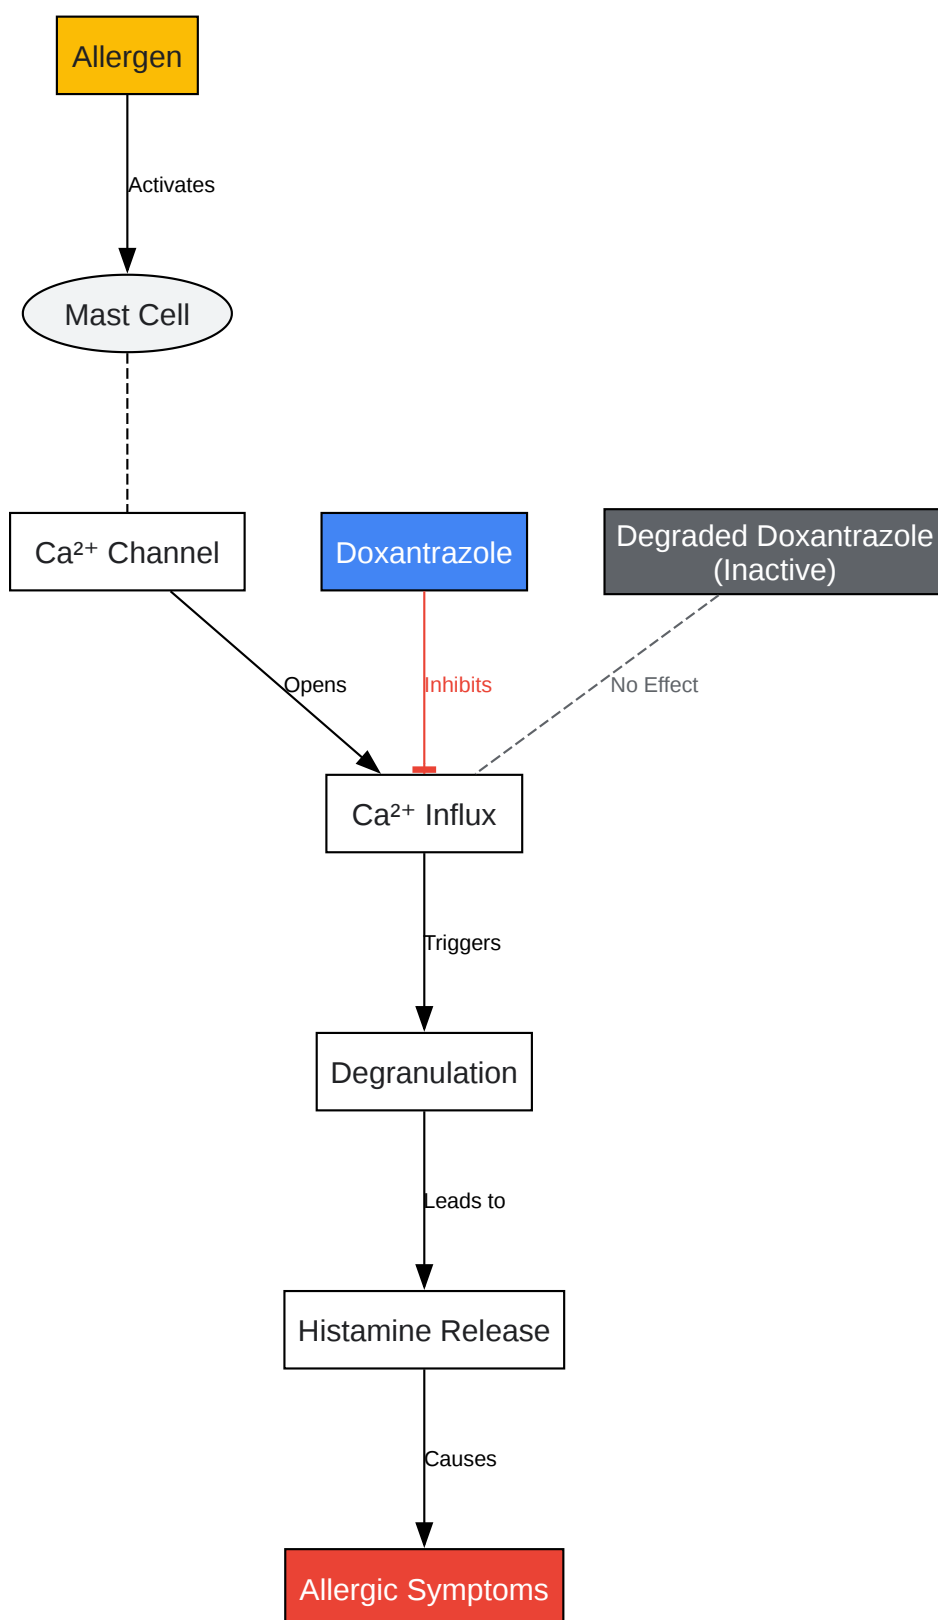 Allergen
Activates
Mast Cell
Ca²⁺ Channel
Doxantrazole
Degraded Doxantrazole
(Inactive)
Opens
Inhibits
No Effect
Ca²⁺ Influx
Triggers
Degranulation
Leads to
Histamine Release
Causes
Allergic Symptoms